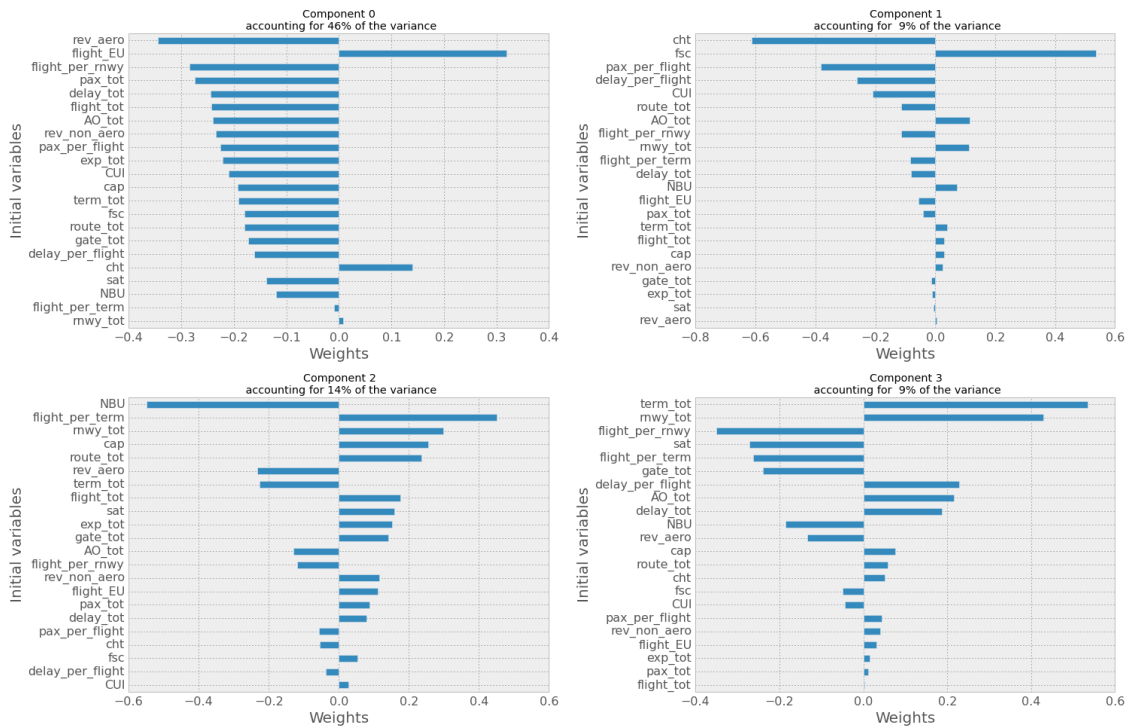 Component 0
accounting for 46% of the variance
Initial variables
rev_aero
flight_EU
flight_per_rnwy
pax_tot
delay_tot
flight_tot
AO_tot
rev_non_aero
pax_per_flight
exp_tot
CUI
cap
term_tot
fsc
route_tot
gate_tot
delay_per_flight
cht
sat
NBU
flight_per_term
rnwy_tot
−0.4 −0.3 −0.2 −0.1 0.0 0.1 0.2 0.3 0.4
Weights
Component 1
accounting for 9% of the variance
Initial variables
cht
fsc
pax_per_flight
delay_per_flight
CUI
route_tot
AO_tot
flight_per_rnwy
rnwy_tot
flight_per_term
delay_tot
NBU
flight_EU
pax_tot
term_tot
flight_tot
cap
rev_non_aero
gate_tot
exp_tot
sat
rev_aero
−0.8 −0.6 −0.4 −0.2 0.0 0.2 0.4 0.6
Weights
Component 2
accounting for 14% of the variance
Initial variables
NBU
flight_per_term
rnwy_tot
cap
route_tot
rev_aero
term_tot
flight_tot
sat
exp_tot
gate_tot
AO_tot
flight_per_rnwy
rev_non_aero
flight_EU
pax_tot
delay_tot
pax_per_flight
cht
fsc
delay_per_flight
CUI
−0.6 −0.4 −0.2 0.0 0.2 0.4 0.6
Weights
Component 3
accounting for 9% of the variance
Initial variables
term_tot
rnwy_tot
flight_per_rnwy
sat
flight_per_term
gate_tot
delay_per_flight
AO_tot
delay_tot
NBU
rev_aero
cap
route_tot
cht
fsc
CUI
pax_per_flight
rev_non_aero
flight_EU
exp_tot
pax_tot
flight_tot
−0.4 −0.2 0.0 0.2 0.4 0.6
Weights